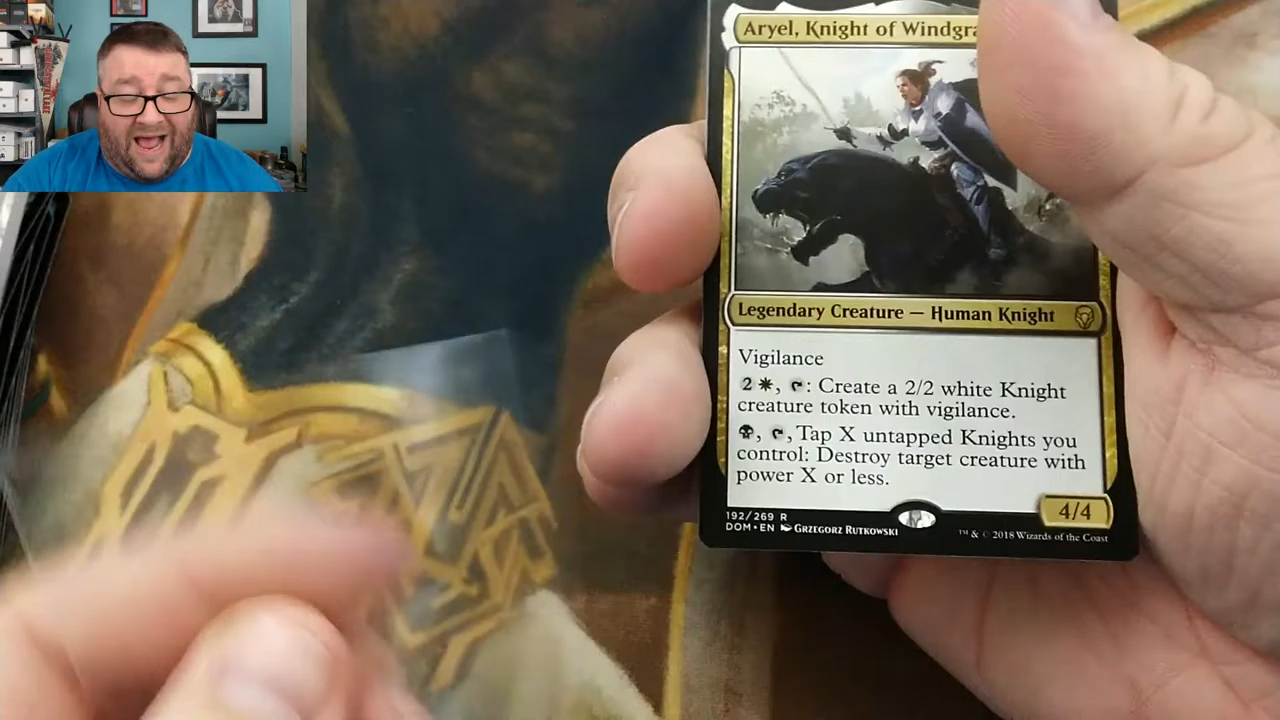 Aryel, Knight of
Legendary Creature — Human Knight
Vigilance
2, : Create a 2/2 white Knight
creature token with vigilance.
, , Tap X untapped Knights you
control: Destroy target creature with
power X or less.
4/4
192/269 R
DOM • EN Grzegorz Rutkowski
™ & © 2018 Wizards of the Coast